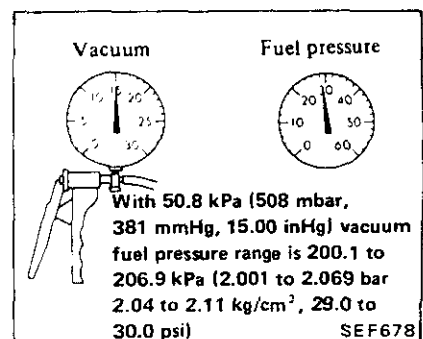 Vacuum Fuel pressure
0 5 10 15 20 25 30
0 10 20 30 40 50 60
With 50.8 kPa (508 mbar,
381 mmHg, 15.00 inHg) vacuum
fuel pressure range is 200.1 to
206.9 kPa (2.001 to 2.069 bar
2.04 to 2.11 kg/cm², 29.0 to
30.0 psi) SEF678